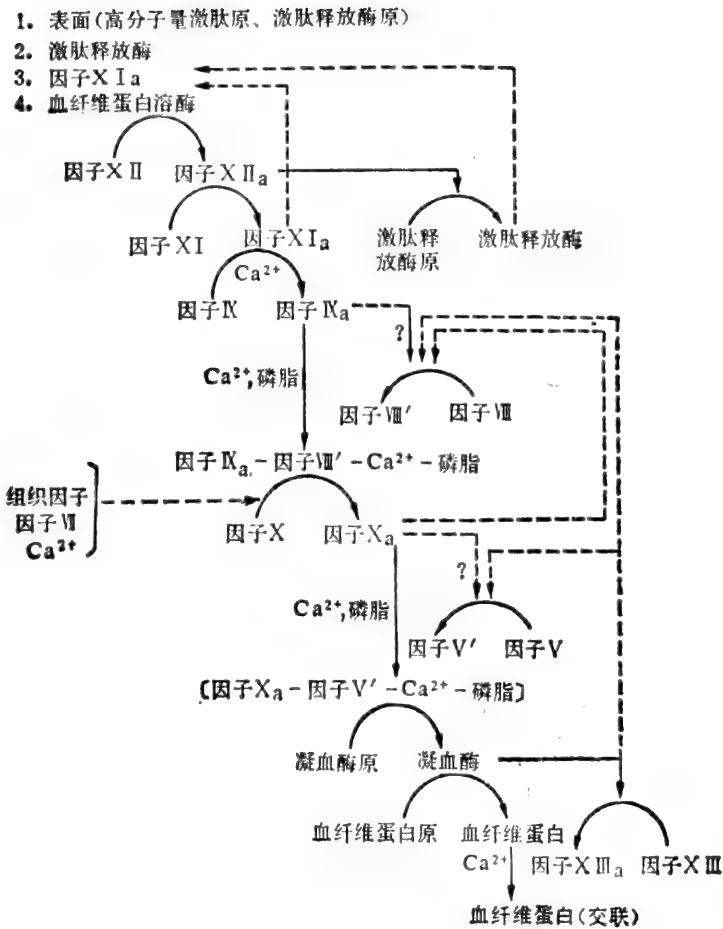 1. 表面(高分子量激肽原、激肽释放酶原)
2. 激肽释放酶
3. 因子XIa
4. 血纤维蛋白溶酶
因子XII 因子XIIa
因子XI 因子XIa 激肽释放酶原 激肽释放酶
Ca²⁺
因子Ⅸ 因子Ⅸa
?
Ca²⁺,磷脂
因子Ⅷ′ 因子Ⅷ
因子Ⅸa-因子Ⅷ′-Ca²⁺-磷脂
组织因子
因子Ⅶ
Ca²⁺
因子X 因子Xa
?
Ca²⁺,磷脂
因子V′ 因子V
〔因子Xa-因子V′-Ca²⁺-磷脂〕
凝血酶原 凝血酶
血纤维蛋白原 血纤维蛋白
Ca²⁺ 因子XⅢa 因子XⅢ
血纤维蛋白(交联)